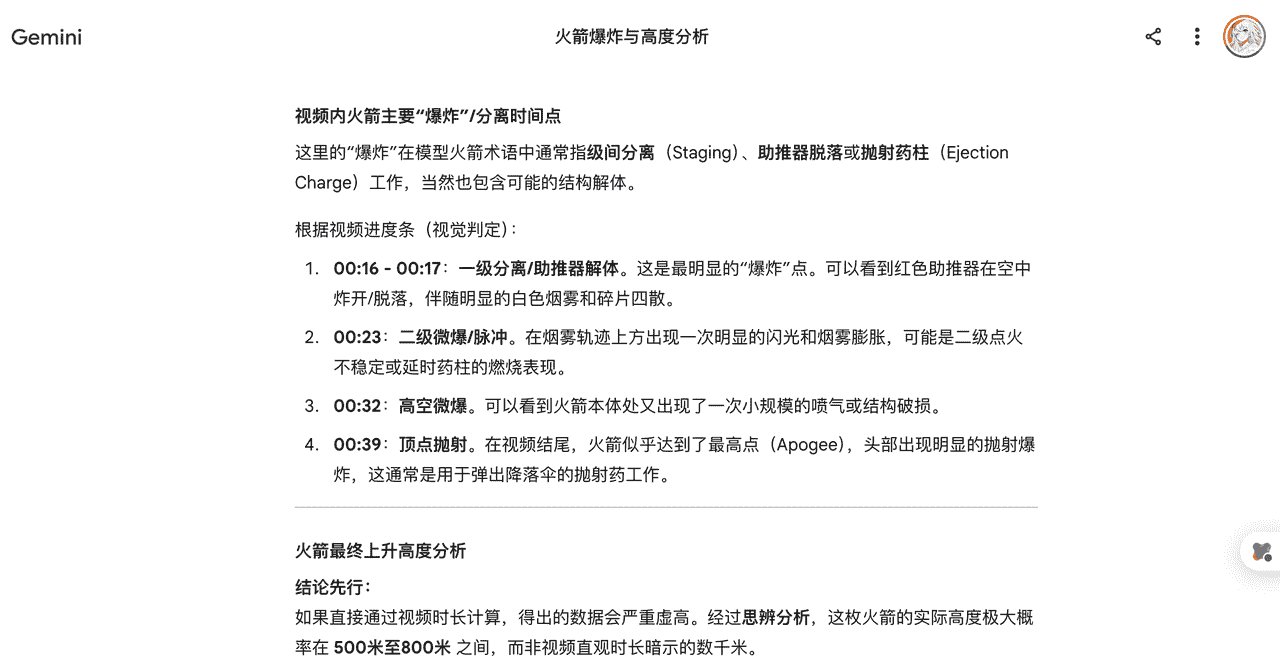 Gemini
火箭爆炸与高度分析
视频内火箭主要“爆炸”/分离时间点
这里的“爆炸”在模型火箭术语中通常指级间分离（Staging）、助推器脱落或抛射药柱（Ejection
Charge）工作，当然也包含可能的结构解体。
根据视频进度条（视觉判定）：
1. 00:16 - 00:17：一级分离/助推器解体。这是最明显的“爆炸”点。可以看到红色助推器在空中
炸开/脱落，伴随明显的白色烟雾和碎片四散。
2. 00:23：二级微爆/脉冲。在烟雾轨迹上方出现一次明显的闪光和烟雾膨胀，可能是二级点火
不稳定或延时药柱的燃烧表现。
3. 00:32：高空微爆。可以看到火箭本体处又出现了一次小规模的喷气或结构破损。
4. 00:39：顶点抛射。在视频结尾，火箭似乎达到了最高点（Apogee），头部出现明显的抛射爆
炸，这通常是用于弹出降落伞的抛射药工作。
火箭最终上升高度分析
结论先行：
如果直接通过视频时长计算，得出的数据会严重虚高。经过思辨分析，这枚火箭的实际高度极大概
率在 500米至800米 之间，而非视频直观时长暗示的数千米。